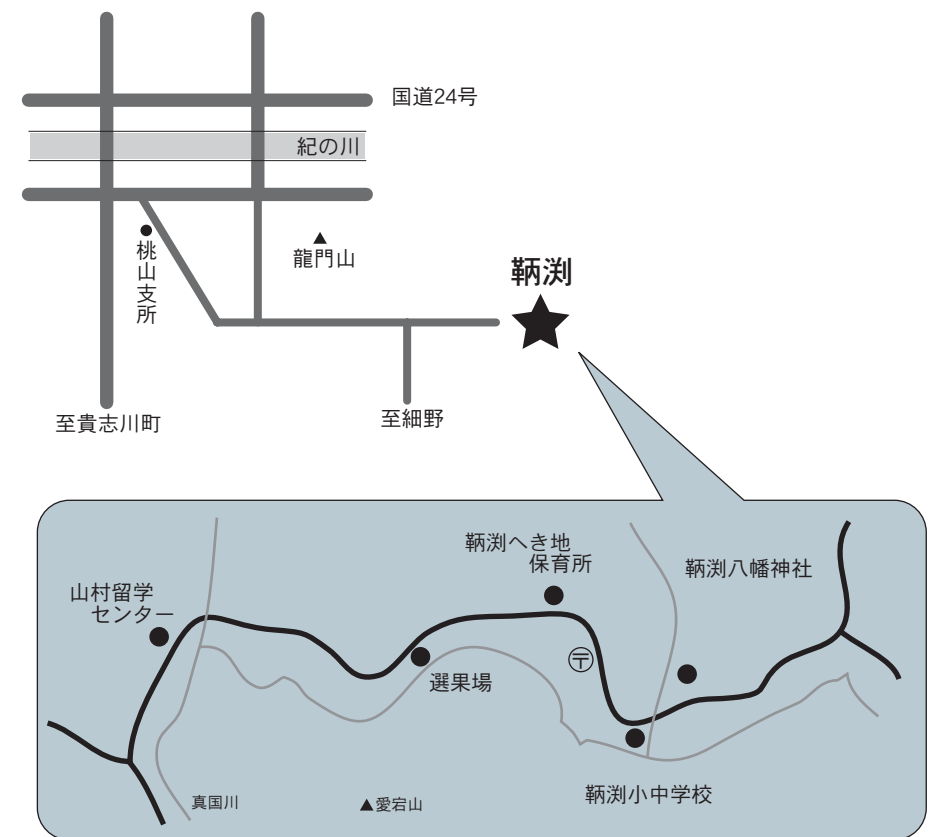 国道24号
紀の川
桃山支所
龍門山
鞆渕
至貴志川町
至細野
鞆渕へき地
保育所
鞆渕八幡神社
山村留学
センター
〒
選果場
鞆渕小中学校
真国川
愛宕山